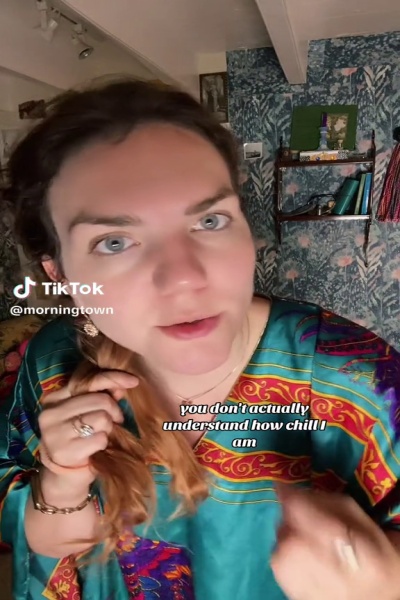 TikTok
@morningtown
you don't actually
understand how chill I
am